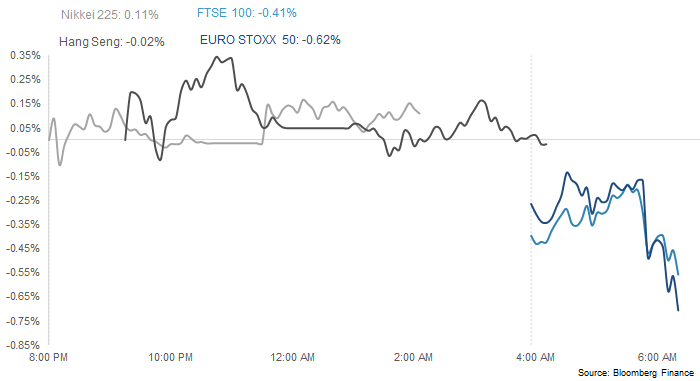 Nikkei 225: 0.11%
FTSE 100: -0.41%
Hang Seng: -0.02%
EURO STOXX 50: -0.62%
0.35%
0.25%
0.15%
0.05%
-0.05%
-0.15%
-0.25%
-0.35%
-0.45%
-0.55%
-0.65%
-0.75%
-0.85%
8:00 PM
10:00 PM
12:00 AM
2:00 AM
4:00 AM
6:00 AM
Source: Bloomberg Finance